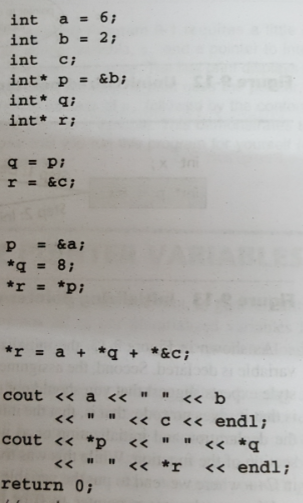 int a = 6;
int b = 2;
int c;
int* p = &b;
int* q;
int* r;
q = p;
r = &c;
p = &a;
*q = 8;
*r = *p;
*r = a + *q + *&c;
cout << a << " " << b
<< " " << c << endl;
cout << *p << " " << *q
<< " " << *r << endl;
return 0;